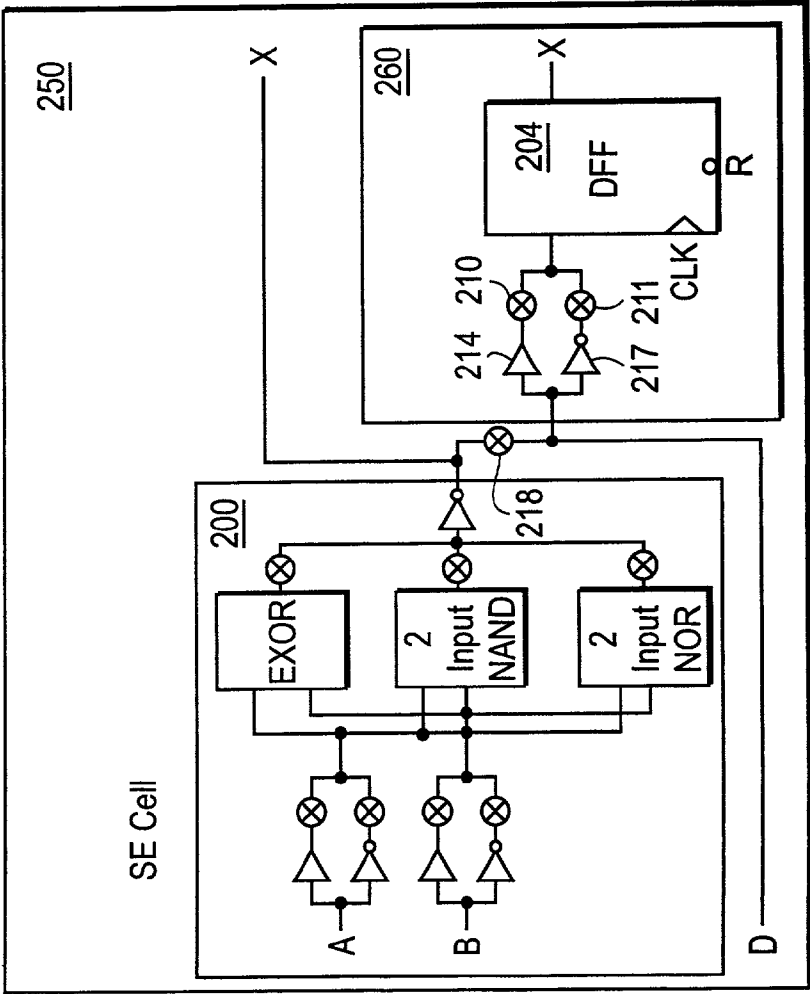 SE Cell
250
X
200
EXOR
2
Input
NAND
2
Input
NOR
A
B
D
218
260
214
210
217
211
204
DFF
CLK
R
X